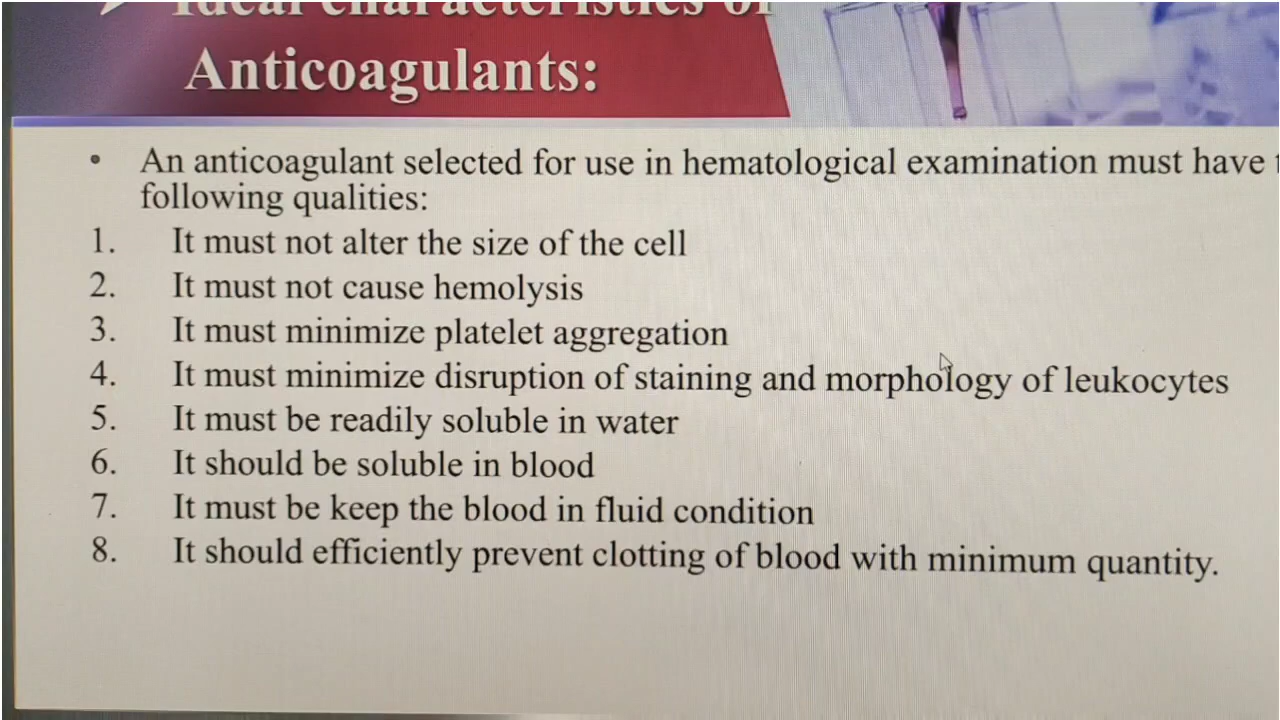 Ideal characteristics of
Anticoagulants:
• An anticoagulant selected for use in hematological examination must have
following qualities:
1. It must not alter the size of the cell
2. It must not cause hemolysis
3. It must minimize platelet aggregation
4. It must minimize disruption of staining and morphology of leukocytes
5. It must be readily soluble in water
6. It should be soluble in blood
7. It must be keep the blood in fluid condition
8. It should efficiently prevent clotting of blood with minimum quantity.